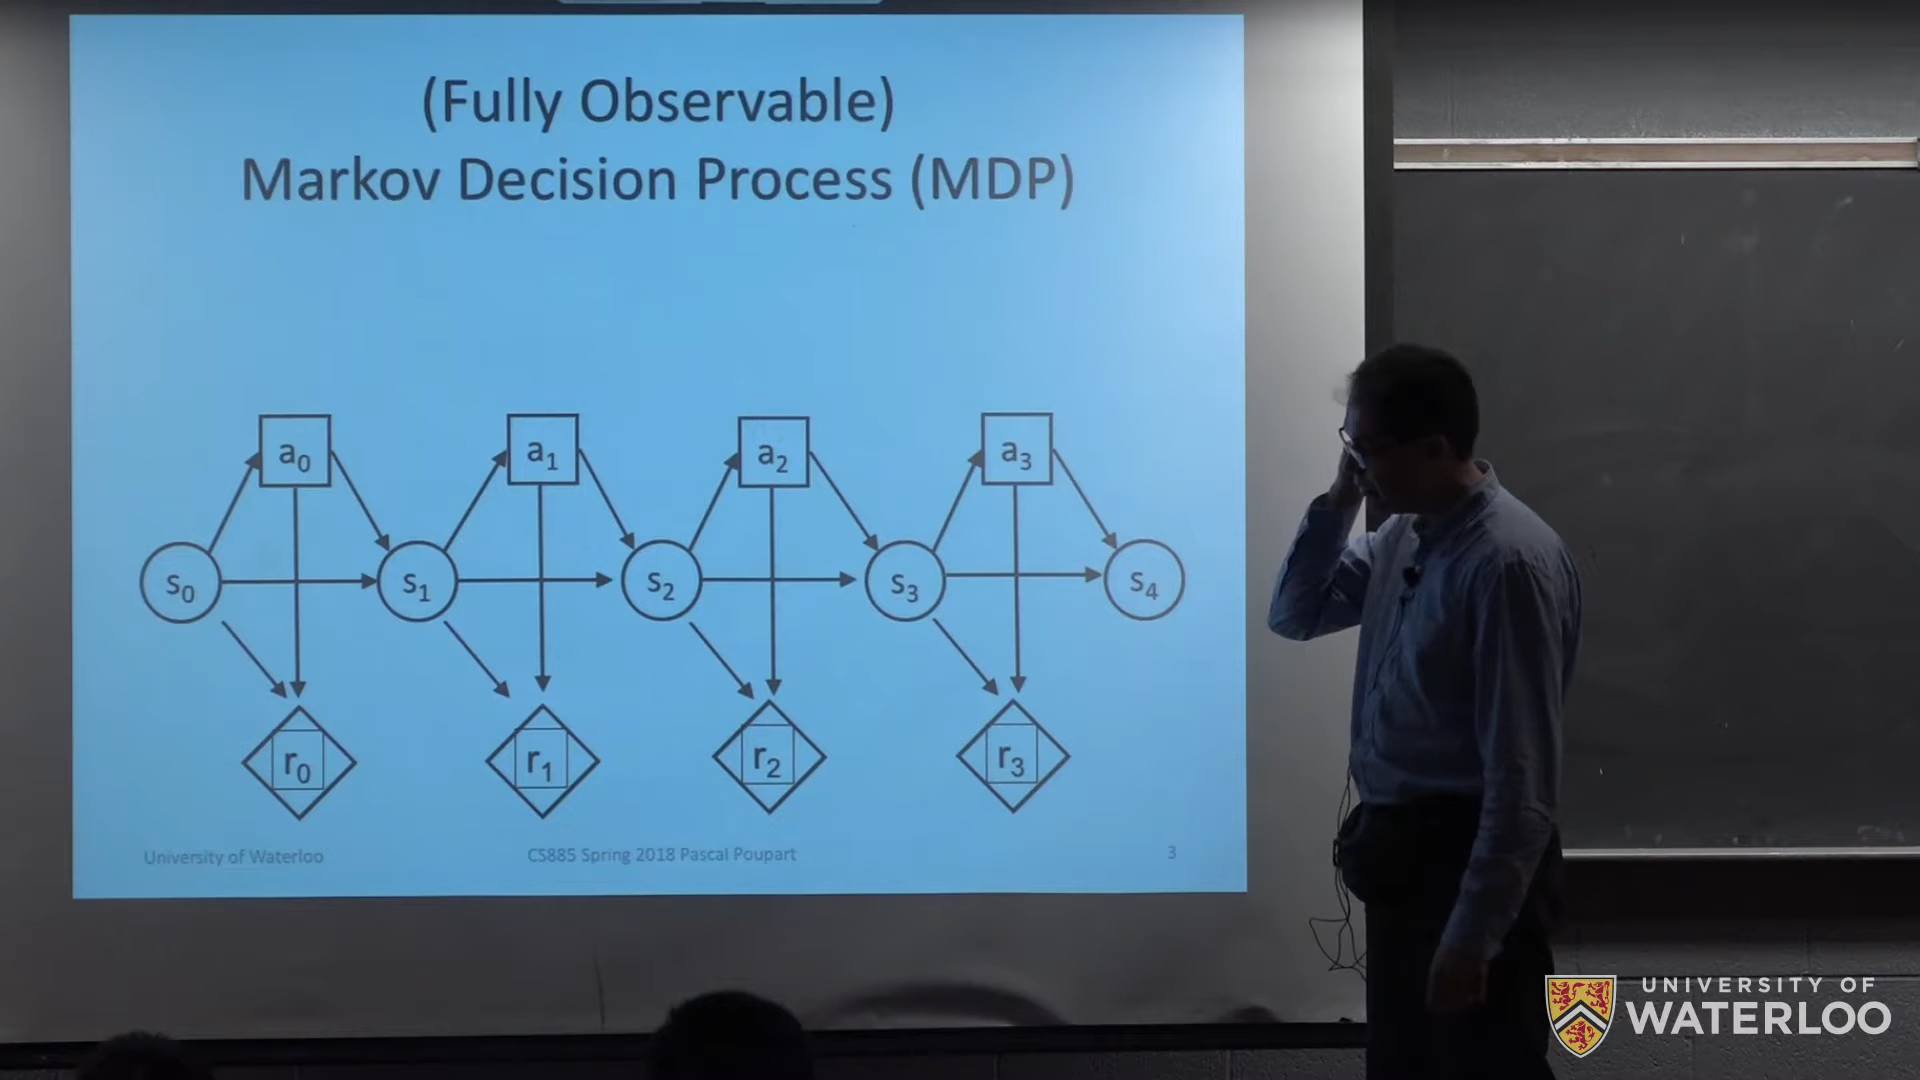 (Fully Observable)
Markov Decision Process (MDP)
a0 a1 a2 a3
s0 s1 s2 s3 s4
r0 r1 r2 r3
University of Waterloo CS885 Spring 2018 Pascal Poupart 3
UNIVERSITY OF
WATERLOO